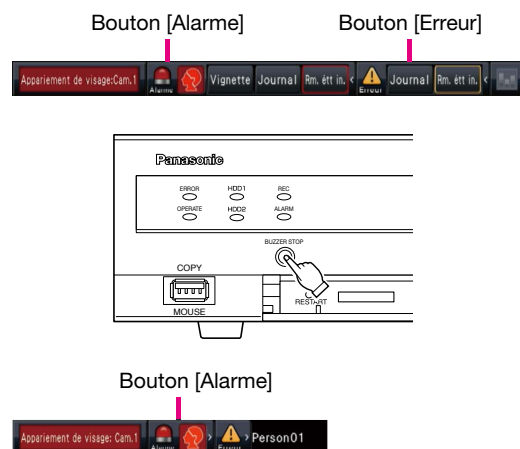 Bouton [Alarme] Bouton [Erreur]
Appariement de visage:Cam.1 Alarme Vignette Journal Rm. étt in. < Erreur Journal Rm. étt in. <
Panasonic
ERROR HDD1 REC
OPERATE HDD2 ALARM
BUZZER STOP
COPY
RESTART
MOUSE
Bouton [Alarme]
Appariement de visage: Cam.1 Alarme > Erreur > Person01